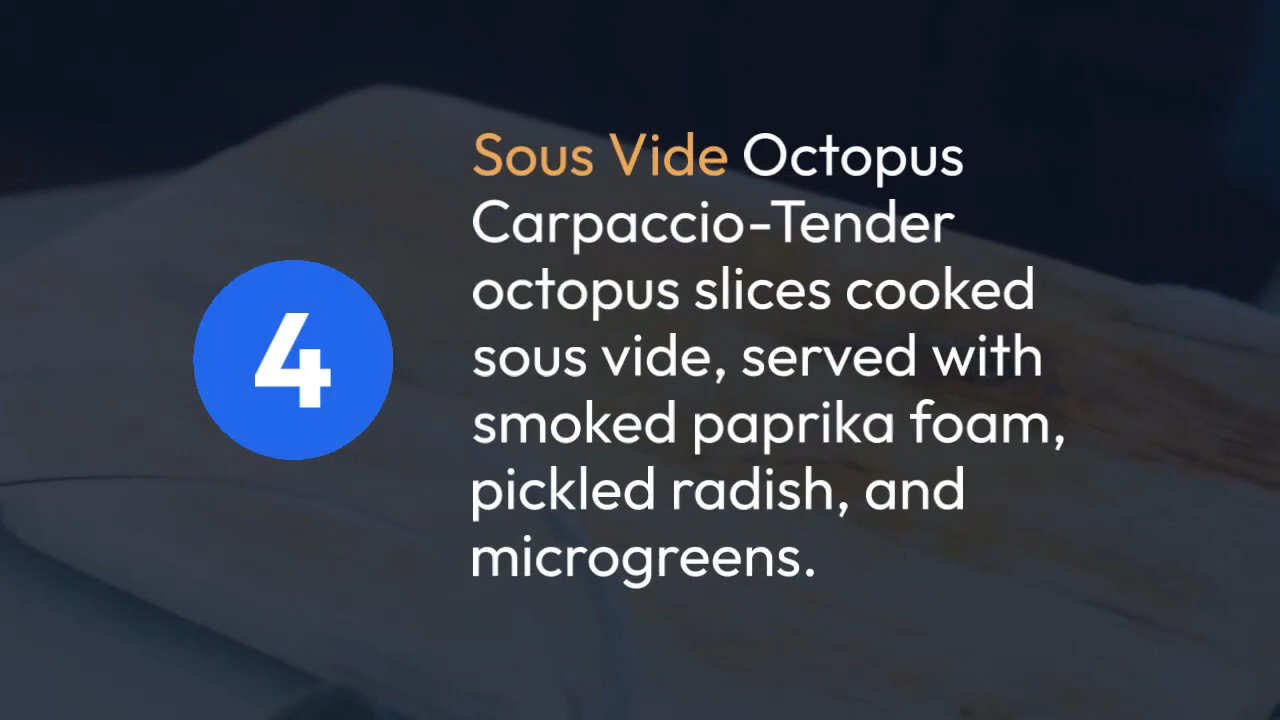 4
Sous Vide Octopus
Carpaccio-Tender
octopus slices cooked
sous vide, served with
smoked paprika foam,
pickled radish, and
microgreens.